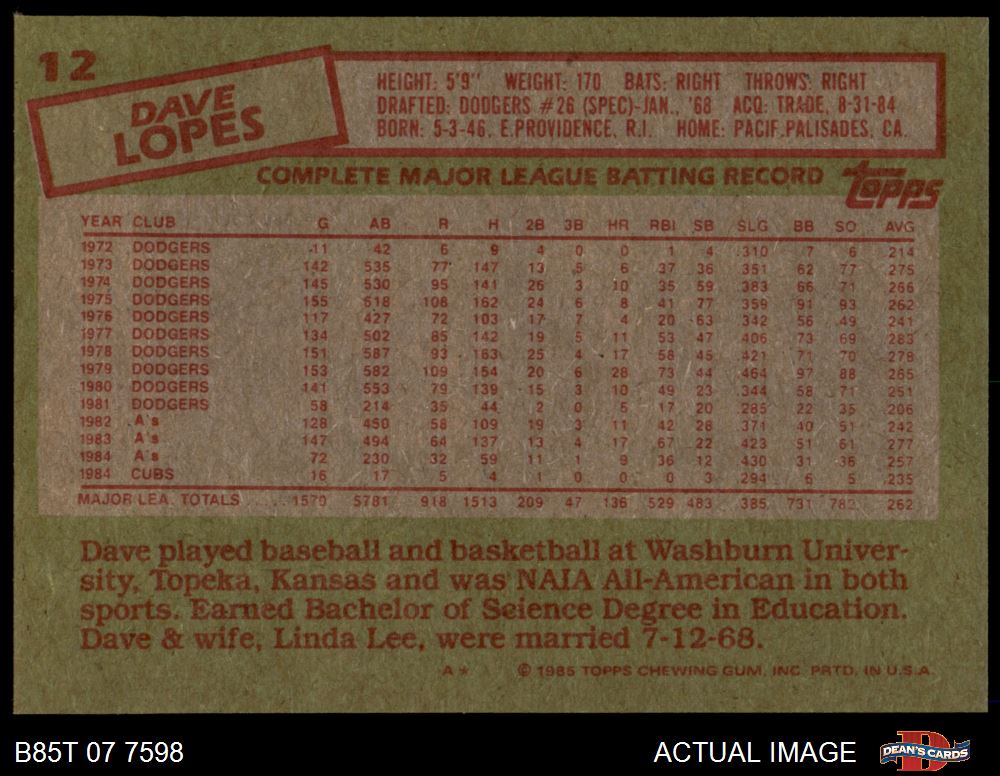 12
DAVE
LOPES
HEIGHT: 5'9" WEIGHT: 170 BATS: RIGHT THROWS: RIGHT
DRAFTED: DODGERS #26 (SPEC)-JAN., '68 ACQ: TRADE, 8-31-84
BORN: 5-3-46, E.PROVIDENCE, R.I. HOME: PACIF.PALISADES, CA.
COMPLETE MAJOR LEAGUE BATTING RECORD
TOPPS
YEAR CLUB G AB R H 2B 3B HR RBI SB SLG BB SO AVG
1972 DODGERS 11 42 6 9 4 0 0 1 4 .310 7 6 .214
1973 DODGERS 142 535 77 147 13 5 6 37 36 .351 62 77 .275
1974 DODGERS 145 530 95 141 26 3 10 35 59 .383 66 71 .266
1975 DODGERS 155 618 108 162 24 6 8 41 77 .359 91 93 .262
1976 DODGERS 117 427 72 103 17 7 4 20 63 .342 56 49 .241
1977 DODGERS 134 502 85 142 19 5 11 53 47 .406 73 69 .283
1978 DODGERS 151 587 93 163 25 4 17 58 45 .421 71 70 .278
1979 DODGERS 153 582 109 154 20 6 28 73 44 .464 97 88 .265
1980 DODGERS 141 553 79 139 15 3 10 49 23 .344 58 71 .251
1981 DODGERS 58 214 35 44 2 0 5 17 20 .285 22 35 .206
1982 A's 128 450 58 109 19 3 11 42 28 .371 40 51 .242
1983 A's 147 494 64 137 13 4 17 67 22 .423 51 61 .277
1984 A's 72 230 32 59 11 1 9 36 12 .430 31 36 .257
1984 CUBS 16 17 5 4 1 0 0 0 3 .294 6 5 .235
MAJOR LEA. TOTALS 1570 5781 918 1513 209 47 136 529 483 .385 731 782 .262
Dave played baseball and basketball at Washburn Univer-
sity, Topeka, Kansas and was NAIA All-American in both
sports. Earned Bachelor of Science Degree in Education.
Dave & wife, Linda Lee, were married 7-12-68.
A* © 1985 TOPPS CHEWING GUM, INC. PRTD. IN U.S.A.
B85T 07 7598 ACTUAL IMAGE DEAN'S CARDS